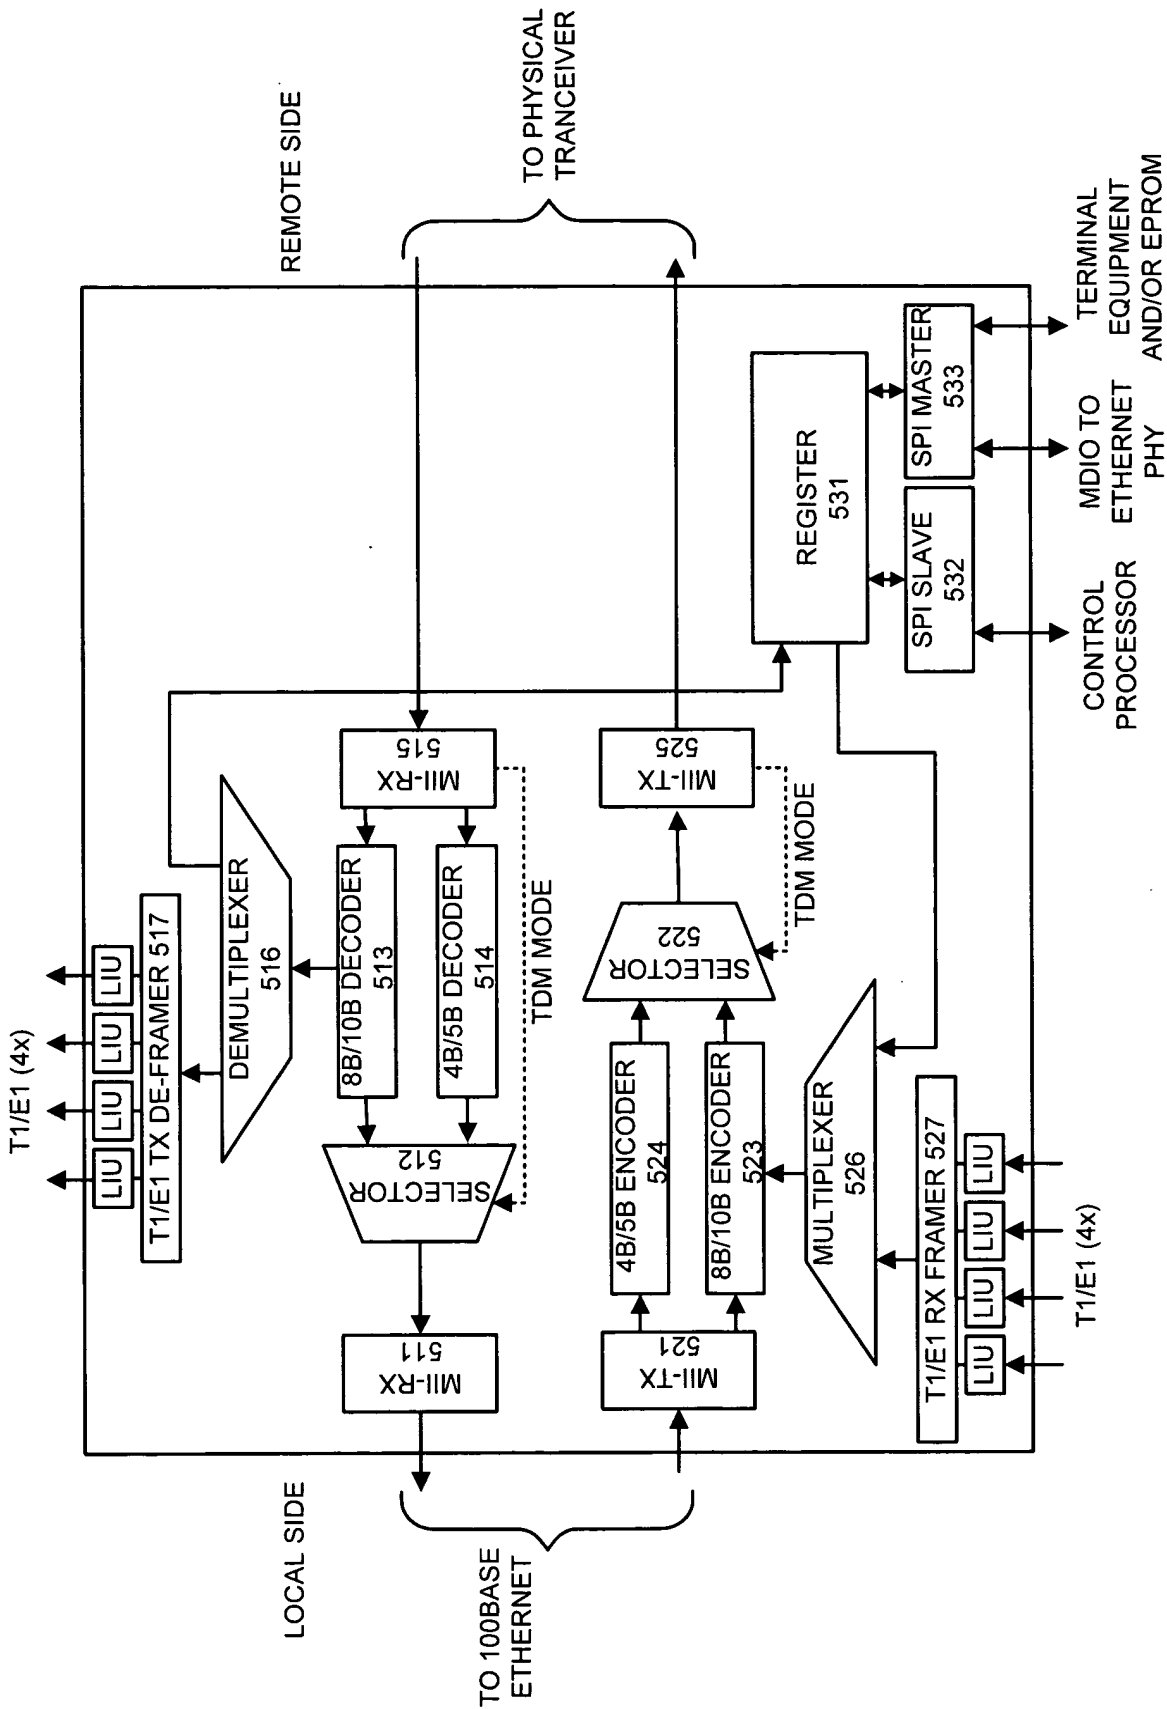 LOCAL SIDE
REMOTE SIDE
T1/E1 (4x)
LIU
LIU
LIU
LIU
T1/E1 TX DE-FRAMER 517
DEMULTIPLEXER
516
TO 100BASE
ETHERNET
MII-RX
511
SELECTOR
512
8B/10B DECODER
513
4B/5B DECODER
514
MII-RX
515
TDM MODE
TO PHYSICAL
TRANCEIVER
MII-TX
521
4B/5B ENCODER
524
8B/10B ENCODER
523
SELECTOR
522
MII-TX
525
TDM MODE
MULTIPLEXER
526
T1/E1 RX FRAMER 527
LIU
LIU
LIU
LIU
T1/E1 (4x)
REGISTER
531
SPI SLAVE
532
SPI MASTER
533
CONTROL
PROCESSOR
MDIO TO
ETHERNET
PHY
TERMINAL
EQUIPMENT
AND/OR EPROM